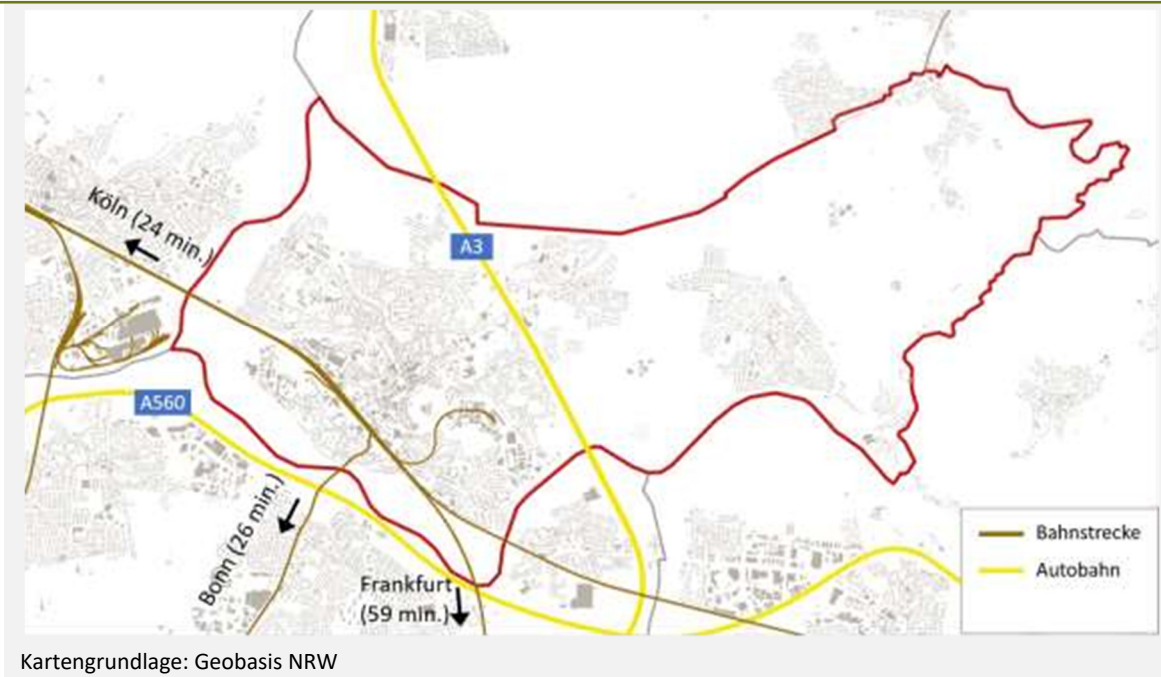 Köln (24 min.)
A3
A560
Bonn (26 min.)
Frankfurt
(59 min.)
Bahnstrecke
Autobahn
Kartengrundlage: Geobasis NRW